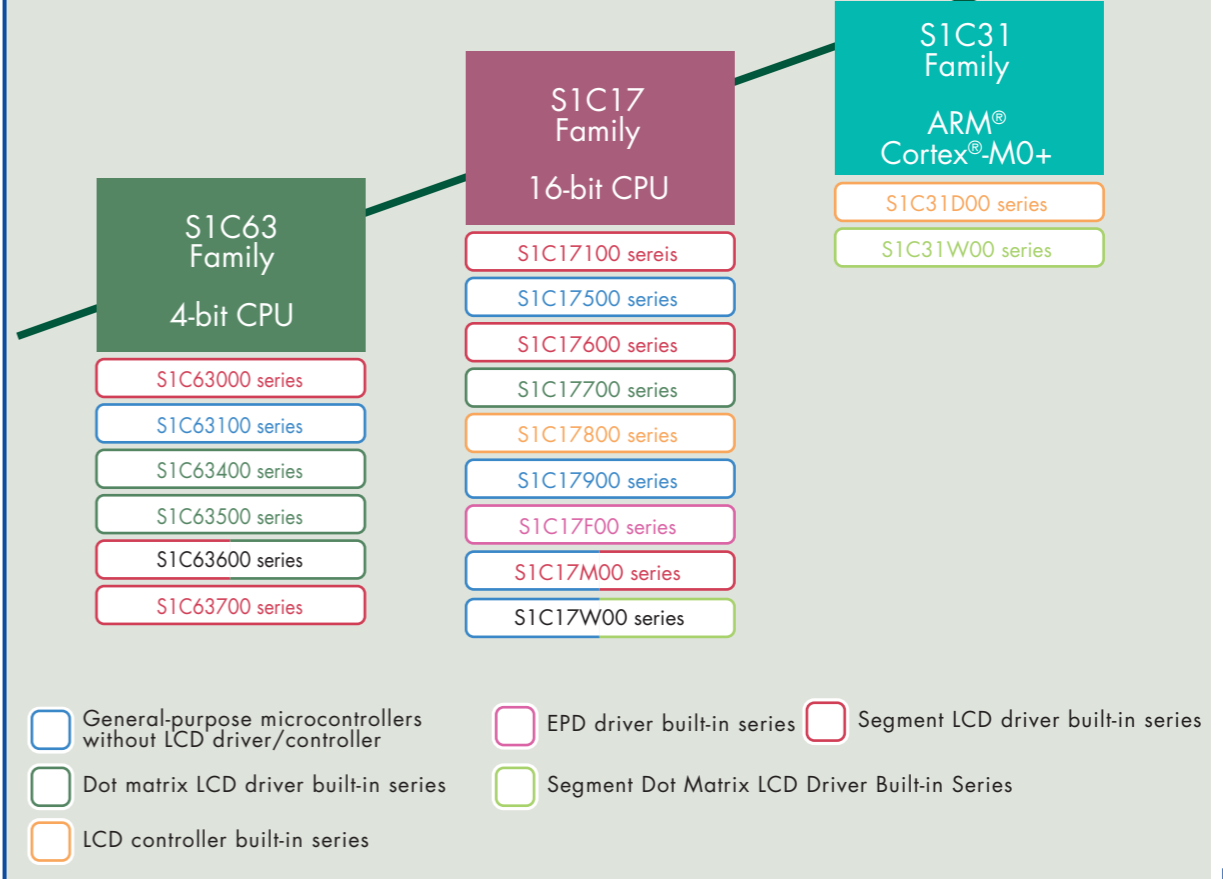 S1C63
Family
4-bit CPU
S1C63000 series
S1C63100 series
S1C63400 series
S1C63500 series
S1C63600 series
S1C63700 series
S1C17
Family
16-bit CPU
S1C17100 sereis
S1C17500 series
S1C17600 series
S1C17700 series
S1C17800 series
S1C17900 series
S1C17F00 series
S1C17M00 series
S1C17W00 series
S1C31
Family
ARM®
Cortex®-M0+
S1C31D00 series
S1C31W00 series
General-purpose microcontrollers
without LCD driver/controller
EPD driver built-in series
Segment LCD driver built-in series
Dot matrix LCD driver built-in series
Segment Dot Matrix LCD Driver Built-in Series
LCD controller built-in series